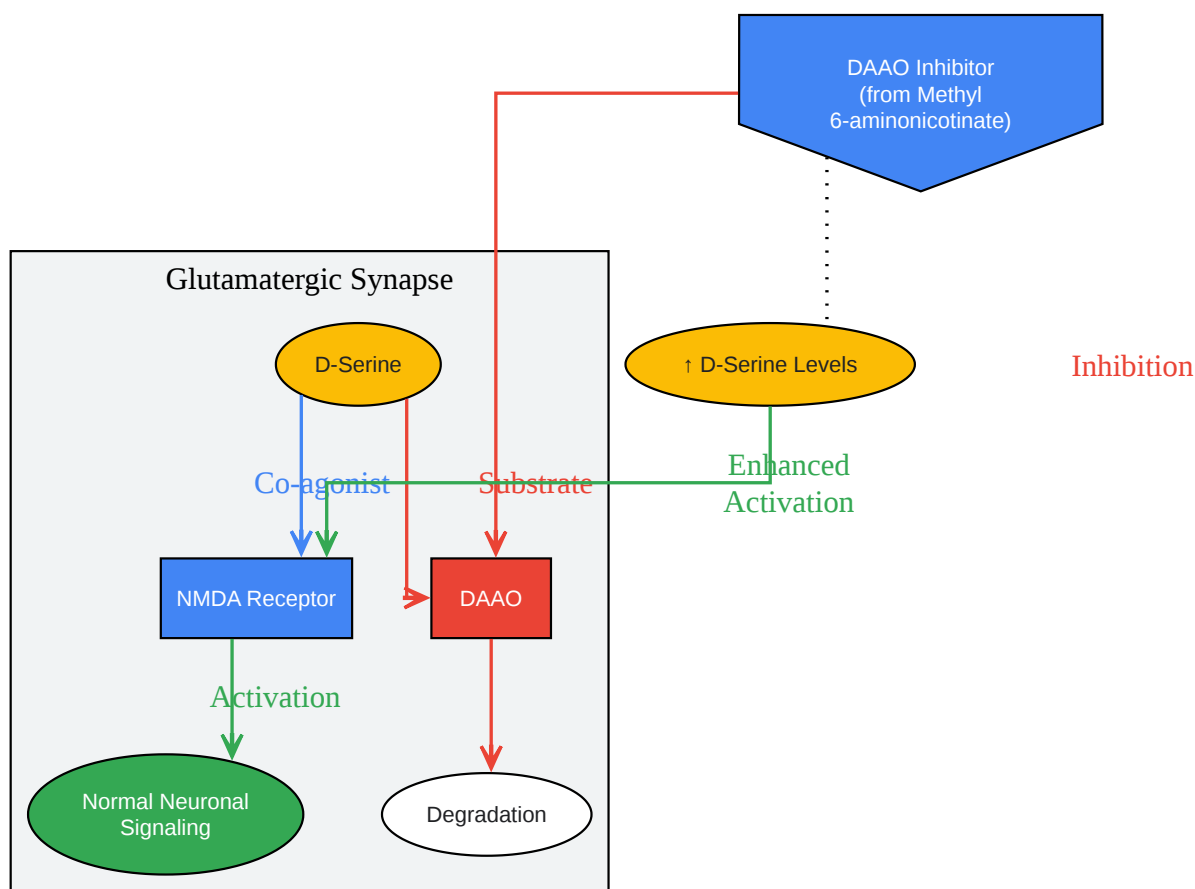 DAAO Inhibitor
(from Methyl
6-aminonicotinate)
Glutamatergic Synapse
D-Serine
↑ D-Serine Levels
Inhibition
Co-agonist
Substrate
Enhanced
Activation
NMDA Receptor
DAAO
Activation
Normal Neuronal
Signaling
Degradation